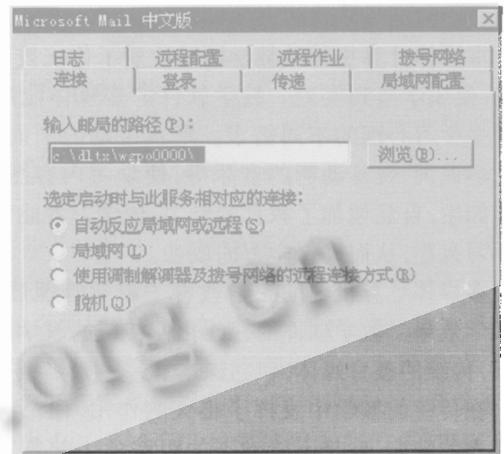 Microsoft Mail 中文版
日志 远程配置 远程作业 拨号网络
连接 登录 传递 局域网配置
输入邮局的路径(P):
c:\dltx\wgpo0000\ 浏览(B)...
选定启动时与此服务相对应的连接:
自动反应局域网或远程(S)
局域网(L)
使用调制解调器及拨号网络的远程连接方式(R)
脱机(O)
.org.cn